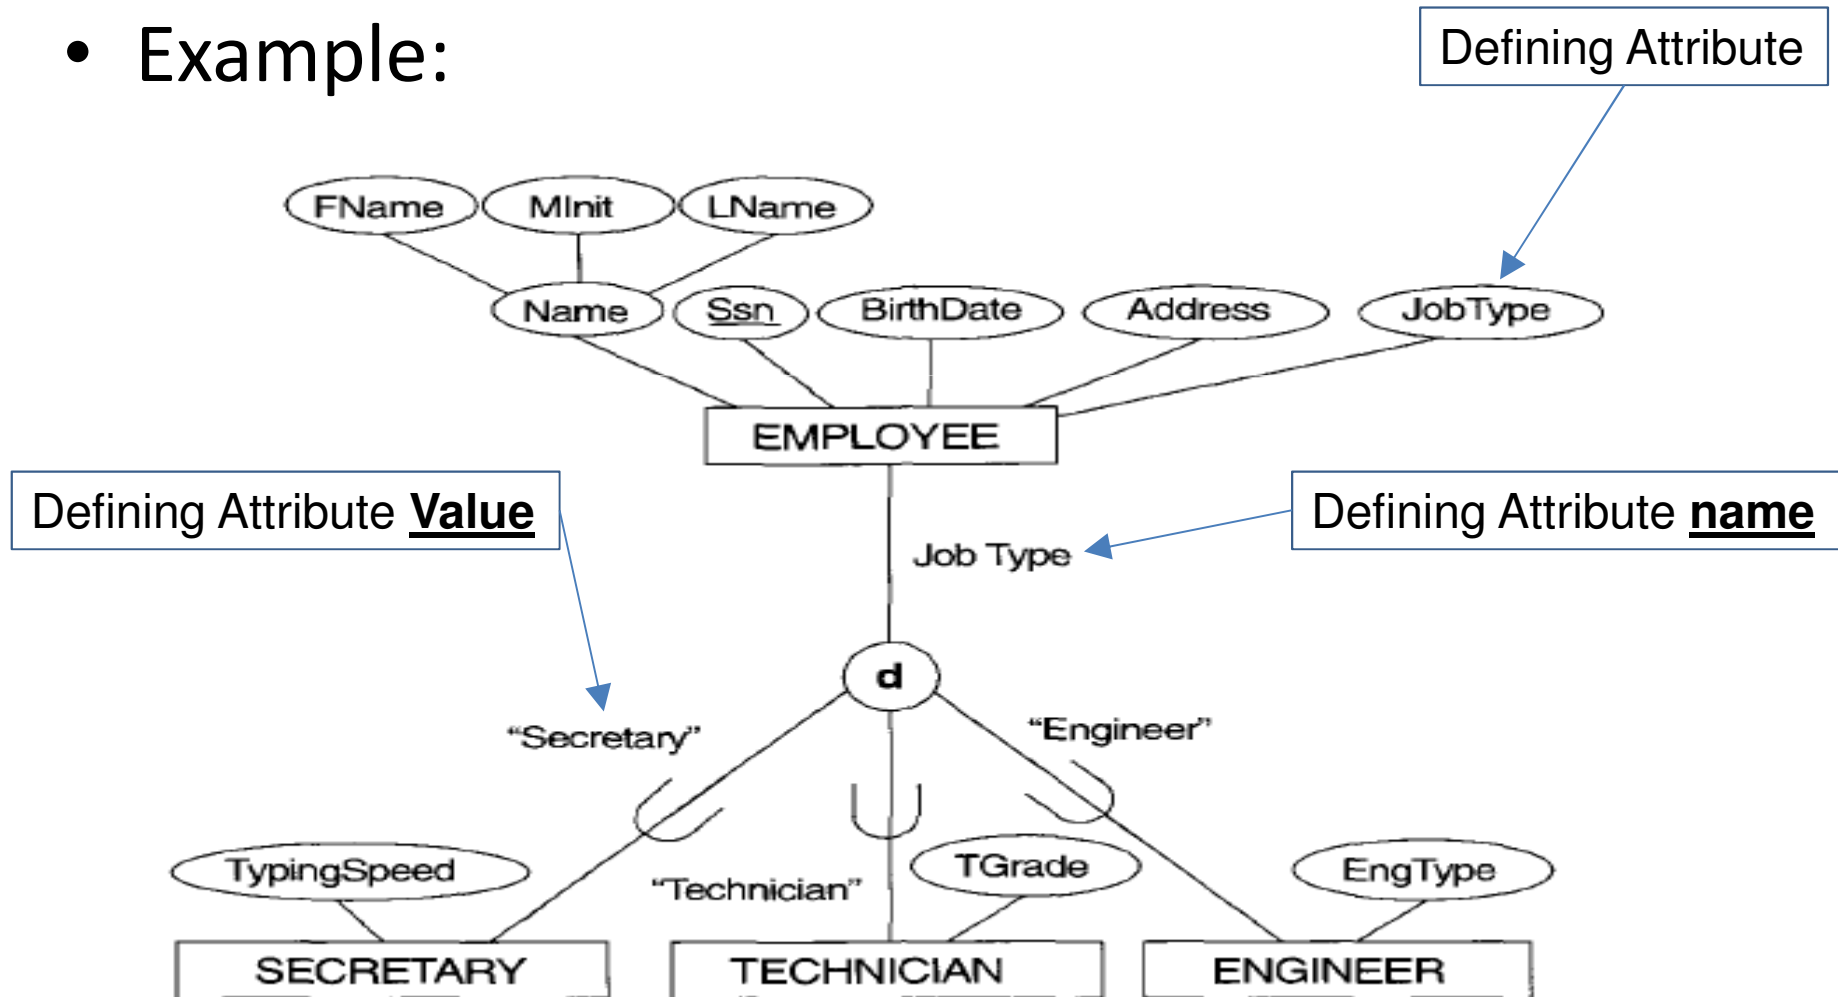 • Example:
Defining Attribute
FName MInit LName
Name Ssn BirthDate Address JobType
EMPLOYEE
Defining Attribute Value
Defining Attribute name
Job Type
d
“Secretary”
“Engineer”
TypingSpeed
“Technician”
TGrade
EngType
SECRETARY TECHNICIAN ENGINEER